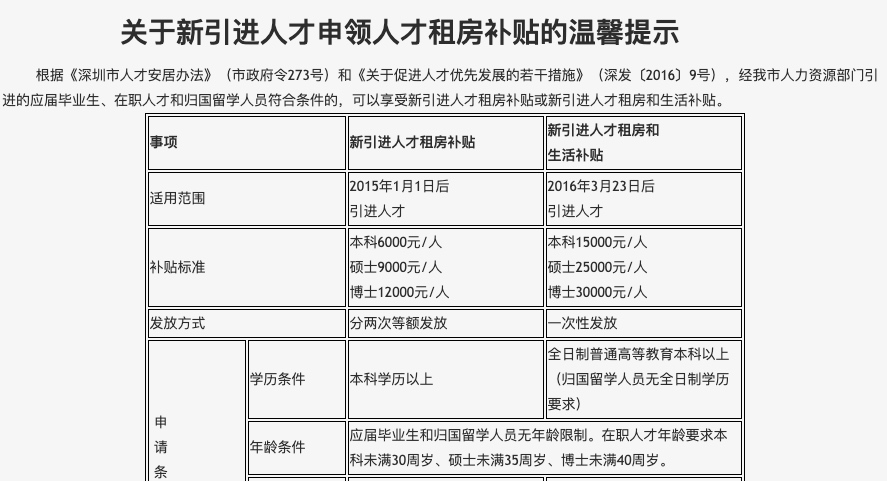 关于新引进人才申领人才租房补贴的温馨提示
根据《深圳市人才安居办法》（市政府令273号）和《关于促进人才优先发展的若干措施》（深发〔2016〕9号），经我市人力资源部门引
进的应届毕业生、在职人才和归国留学人员符合条件的，可以享受新引进人才租房补贴或新引进人才租房和生活补贴。
事项
新引进人才租房补贴
新引进人才租房和
生活补贴
适用范围
2015年1月1日后
引进人才
2016年3月23日后
引进人才
补贴标准
本科6000元/人
硕士9000元/人
博士12000元/人
本科15000元/人
硕士25000元/人
博士30000元/人
发放方式
分两次等额发放
一次性发放
申
请
条
学历条件
本科学历以上
全日制普通高等教育本科以上
（归国留学人员无全日制学历
要求）
年龄条件
应届毕业生和归国留学人员无年龄限制。在职人才年龄要求本
科未满30周岁、硕士未满35周岁、博士未满40周岁。